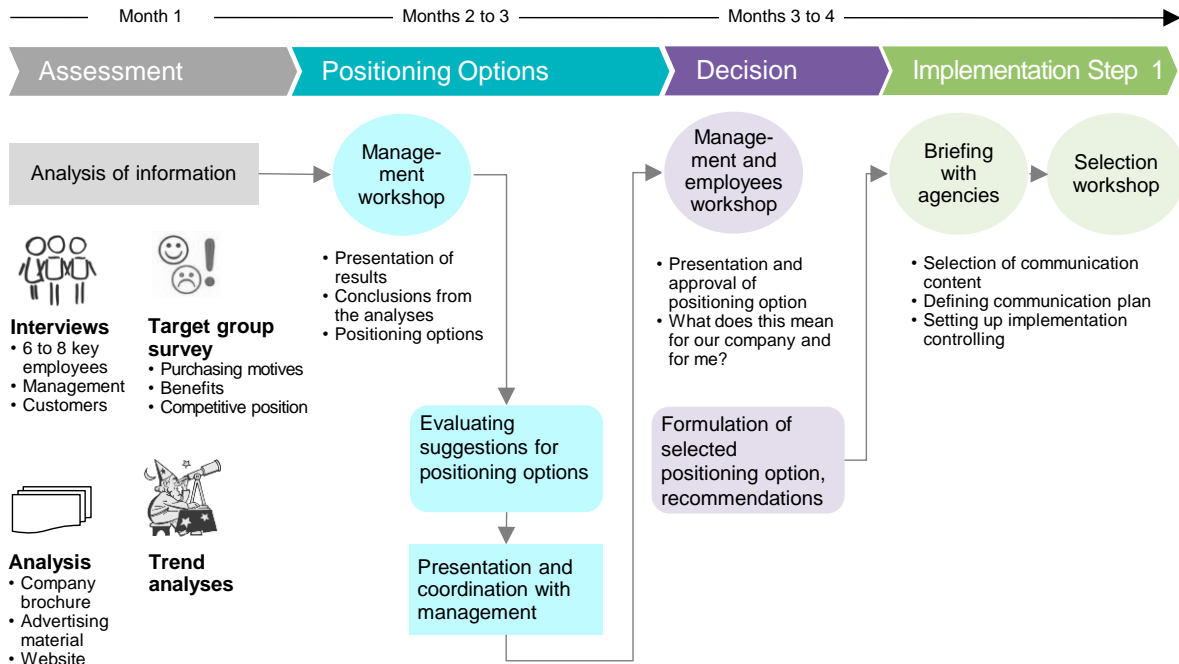 Month 1
Months 2 to 3
Months 3 to 4
Assessment
Positioning Options
Decision
Implementation Step 1
Analysis of information
Manage-
ment
workshop
Manage-
ment and
employees
workshop
Briefing
with
agencies
Selection
workshop
Interviews
• 6 to 8 key
employees
• Management
• Customers
Target group
survey
• Purchasing motives
• Benefits
• Competitive position
Analysis
• Company
brochure
• Advertising
material
• Website
Trend
analyses
• Presentation of
results
• Conclusions from
the analyses
• Positioning options
Evaluating
suggestions for
positioning options
Presentation and
coordination with
management
• Presentation and
approval of
positioning option
• What does this mean
for our company and
for me?
Formulation of
selected
positioning option,
recommendations
• Selection of communication
content
• Defining communication plan
• Setting up implementation
controlling